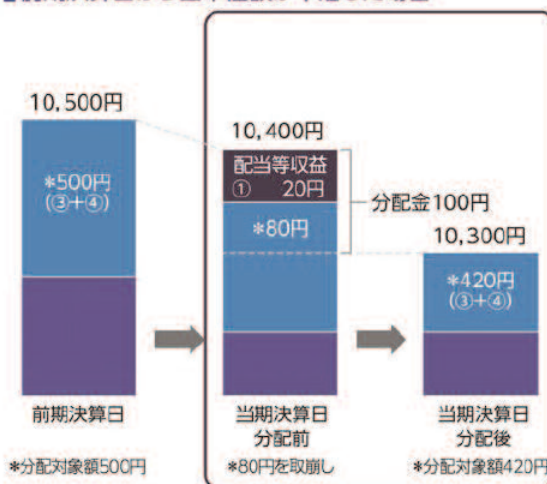 10,500円
*500円
(③+④)
前期決算日
*分配対象額500円
10,400円
配当等収益
① 20円
*80円
分配金100円
当期決算日
分配前
*80円を取崩し
10,300円
*420円
(③+④)
当期決算日
分配後
*分配対象額420円